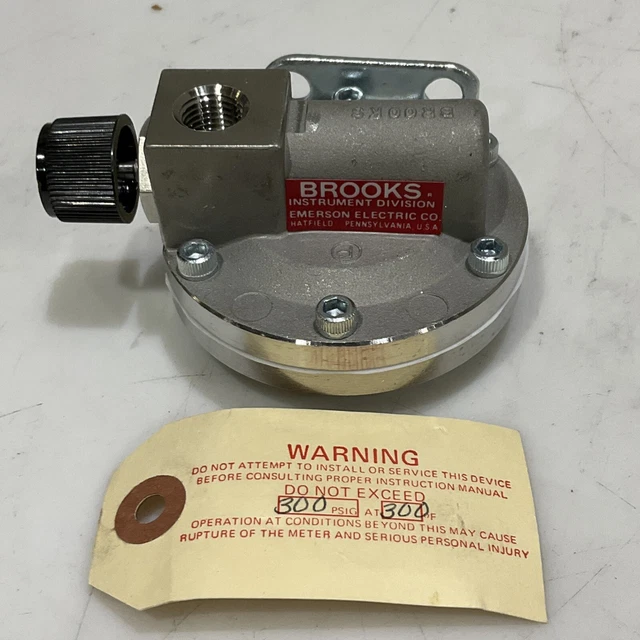 BROOKS
BROOKS®
INSTRUMENT DIVISION
EMERSON ELECTRIC CO.
HATFIELD PENNSYLVANIA, U.S.A
WARNING
DO NOT ATTEMPT TO INSTALL OR SERVICE THIS DEVICE
BEFORE CONSULTING PROPER INSTRUCTION MANUAL
DO NOT EXCEED
300 PSIG AT 300 °F
OPERATION AT CONDITIONS BEYOND THIS MAY CAUSE
RUPTURE OF THE METER AND SERIOUS PERSONAL INJURY